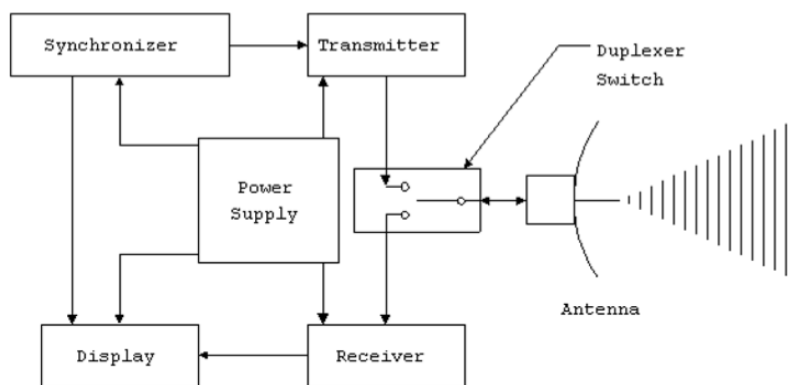 Synchronizer
Transmitter
Duplexer
Switch
Power
Supply
Antenna
Display
Receiver